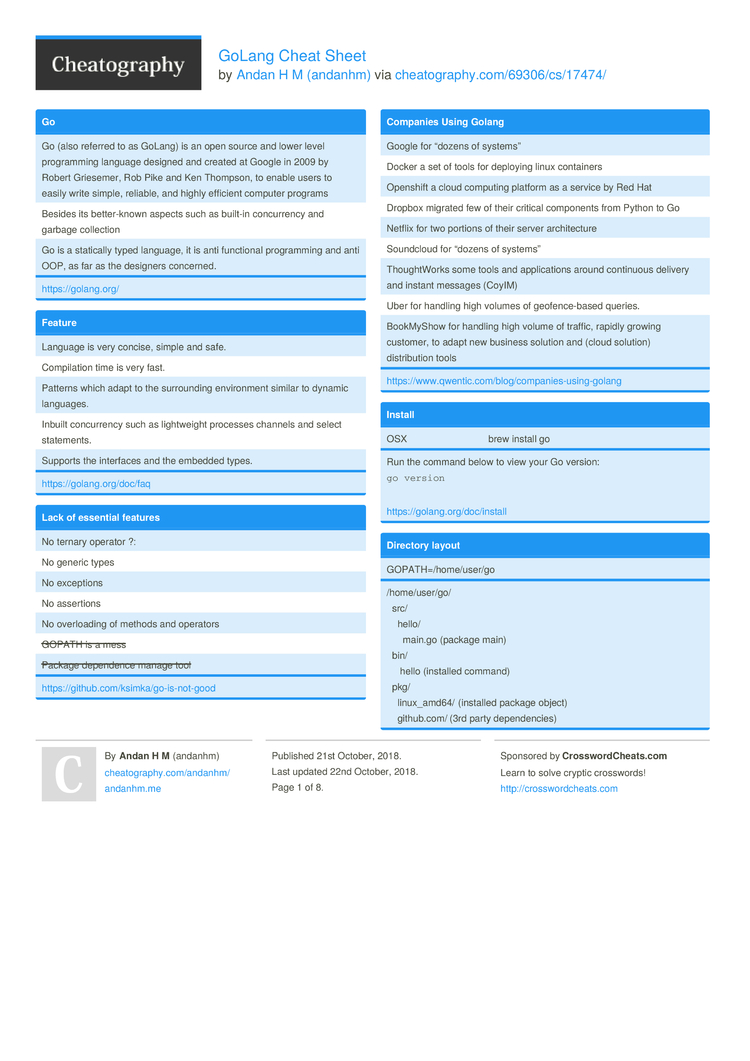 Cheatography
GoLang Cheat Sheet
by Andan H M (andanhm) via cheatography.com/69306/cs/17474/
Go
Go (also referred to as GoLang) is an open source and lower level
programming language designed and created at Google in 2009 by
Robert Griesemer, Rob Pike and Ken Thompson, to enable users to
easily write simple, reliable, and highly efficient computer programs
Besides its better-known aspects such as built-in concurrency and
garbage collection
Go is a statically typed language, it is anti functional programming and anti
OOP, as far as the designers concerned.
https://golang.org/
Feature
Language is very concise, simple and safe.
Compilation time is very fast.
Patterns which adapt to the surrounding environment similar to dynamic
languages.
Inbuilt concurrency such as lightweight processes channels and select
statements.
Supports the interfaces and the embedded types.
https://golang.org/doc/faq
Lack of essential features
No ternary operator ?:
No generic types
No exceptions
No assertions
No overloading of methods and operators
GOPATH is a mess
Package dependence manage tool
https://github.com/ksimka/go-is-not-good
Companies Using Golang
Google for “dozens of systems”
Docker a set of tools for deploying linux containers
Openshift a cloud computing platform as a service by Red Hat
Dropbox migrated few of their critical components from Python to Go
Netflix for two portions of their server architecture
Soundcloud for “dozens of systems”
ThoughtWorks some tools and applications around continuous delivery
and instant messages (CoyIM)
Uber for handling high volumes of geofence-based queries.
BookMyShow for handling high volume of traffic, rapidly growing
customer, to adapt new business solution and (cloud solution)
distribution tools
https://www.qwentic.com/blog/companies-using-golang
Install
OSX brew install go
Run the command below to view your Go version:
go version
https://golang.org/doc/install
Directory layout
GOPATH=/home/user/go
/home/user/go/
src/
hello/
main.go (package main)
bin/
hello (installed command)
pkg/
linux_amd64/ (installed package object)
github.com/ (3rd party dependencies)
C
By Andan H M (andanhm)
cheatography.com/andanhm/
andanhm.me
Published 21st October, 2018.
Last updated 22nd October, 2018.
Page 1 of 8.
Sponsored by CrosswordCheats.com
Learn to solve cryptic crosswords!
http://crosswordcheats.com